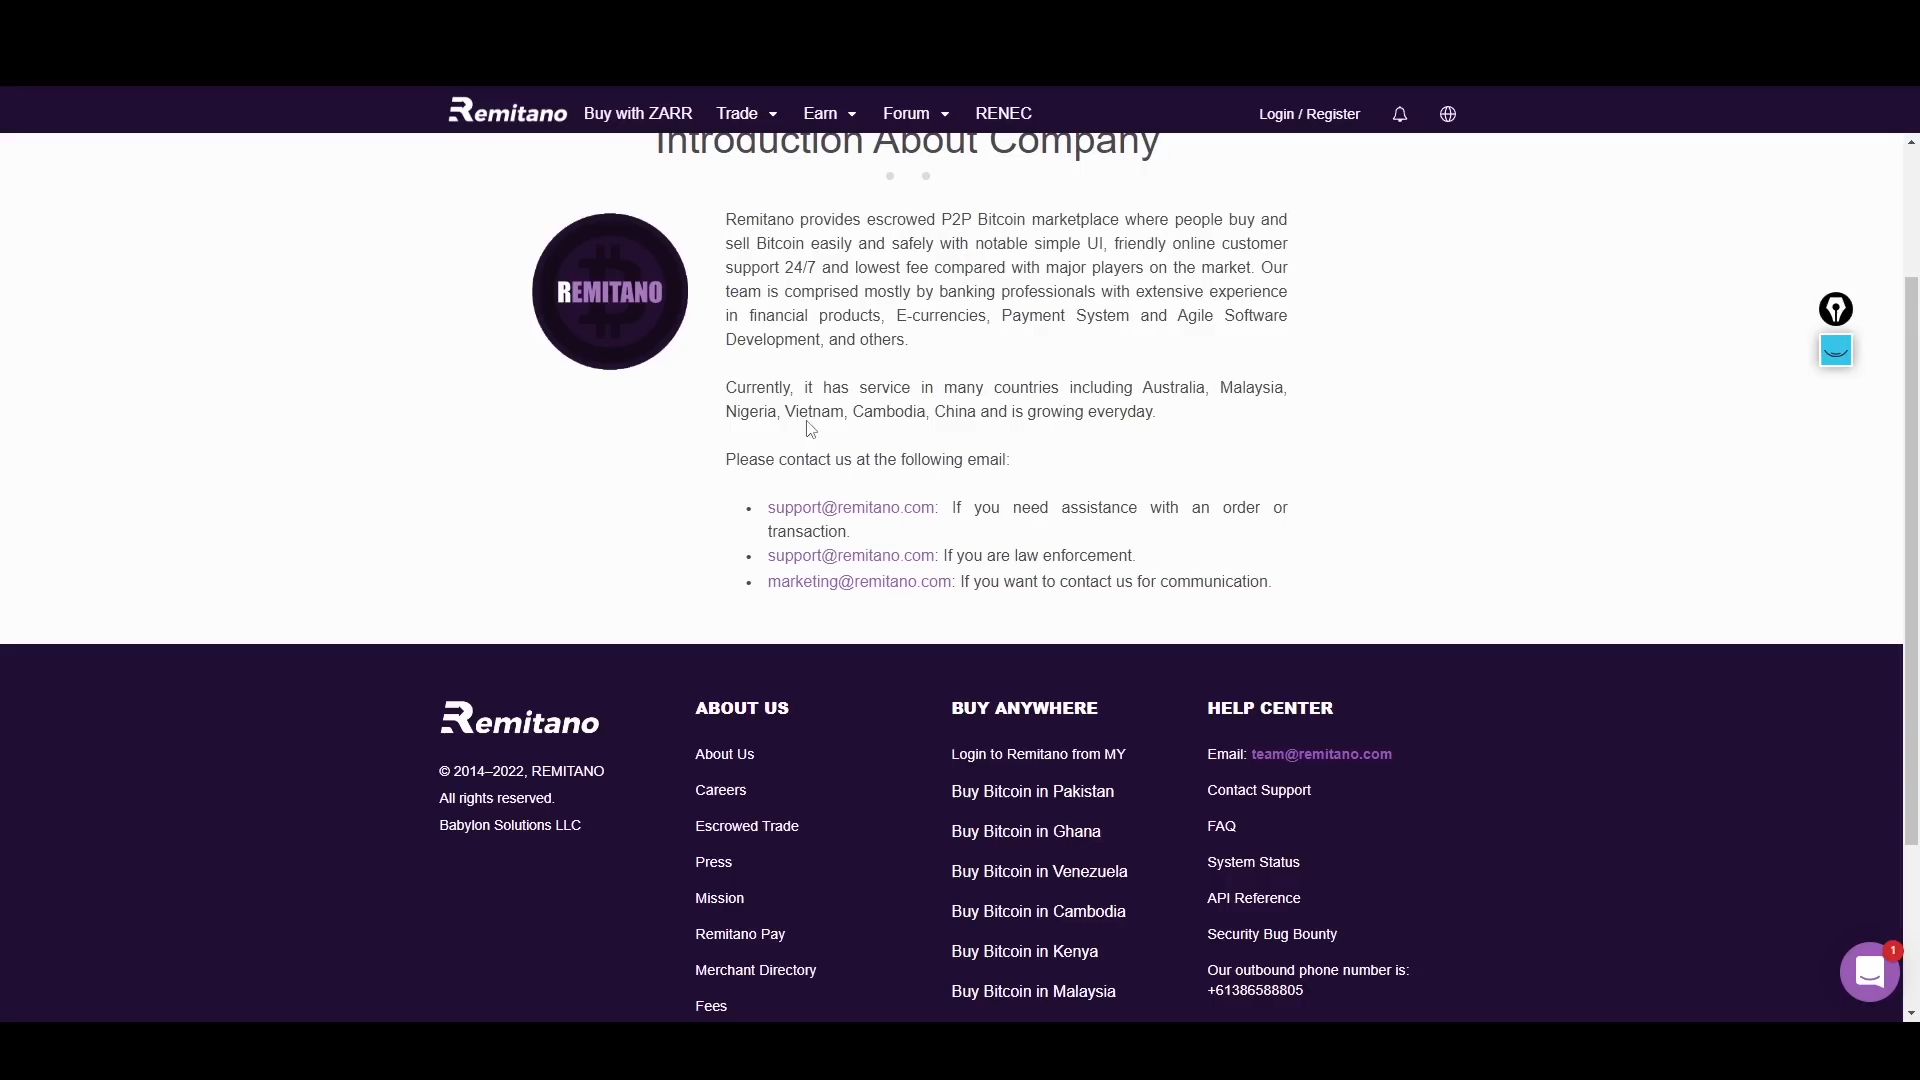 Remitano Buy with ZARR Trade Earn Forum RENEC Login / Register
Introduction About Company
REMITANO
Remitano provides escrowed P2P Bitcoin marketplace where people buy and
sell Bitcoin easily and safely with notable simple UI, friendly online customer
support 24/7 and lowest fee compared with major players on the market. Our
team is comprised mostly by banking professionals with extensive experience
in financial products, E-currencies, Payment System and Agile Software
Development, and others.
Currently, it has service in many countries including Australia, Malaysia,
Nigeria, Vietnam, Cambodia, China and is growing everyday.
Please contact us at the following email:
• support@remitano.com: If you need assistance with an order or
transaction.
• support@remitano.com: If you are law enforcement.
• marketing@remitano.com: If you want to contact us for communication.
Remitano
© 2014–2022, REMITANO
All rights reserved.
Babylon Solutions LLC
ABOUT US
About Us
Careers
Escrowed Trade
Press
Mission
Remitano Pay
Merchant Directory
Fees
BUY ANYWHERE
Login to Remitano from MY
Buy Bitcoin in Pakistan
Buy Bitcoin in Ghana
Buy Bitcoin in Venezuela
Buy Bitcoin in Cambodia
Buy Bitcoin in Kenya
Buy Bitcoin in Malaysia
HELP CENTER
Email: team@remitano.com
Contact Support
FAQ
System Status
API Reference
Security Bug Bounty
Our outbound phone number is:
+61386588805
1